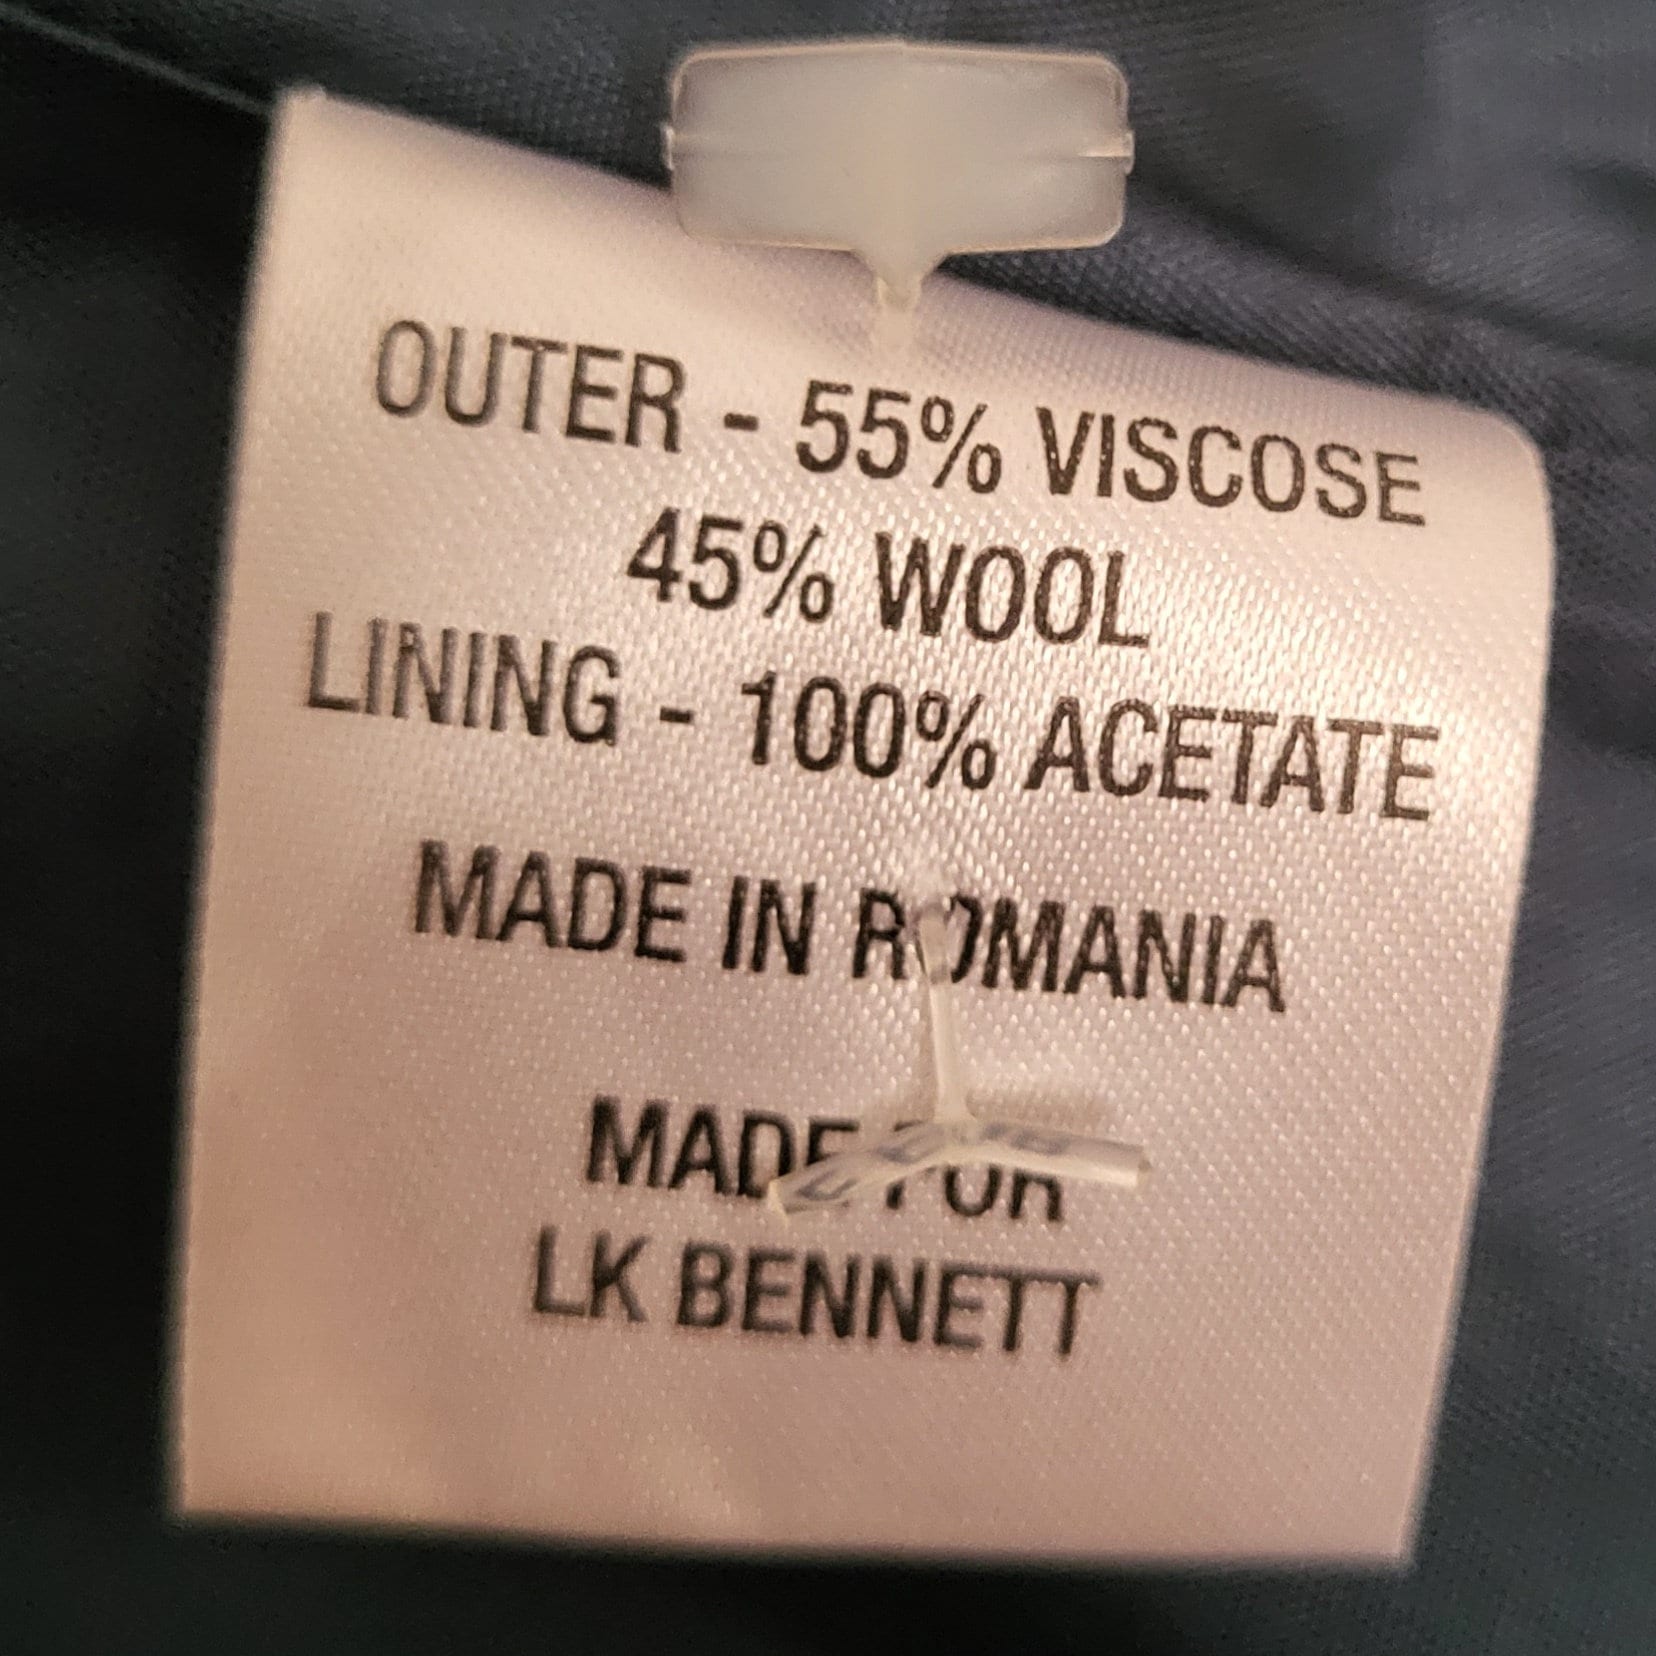 OUTER - 55% VISCOSE
45% WOOL
LINING - 100% ACETATE
MADE IN ROMANIA
MADE FOR
LK BENNETT